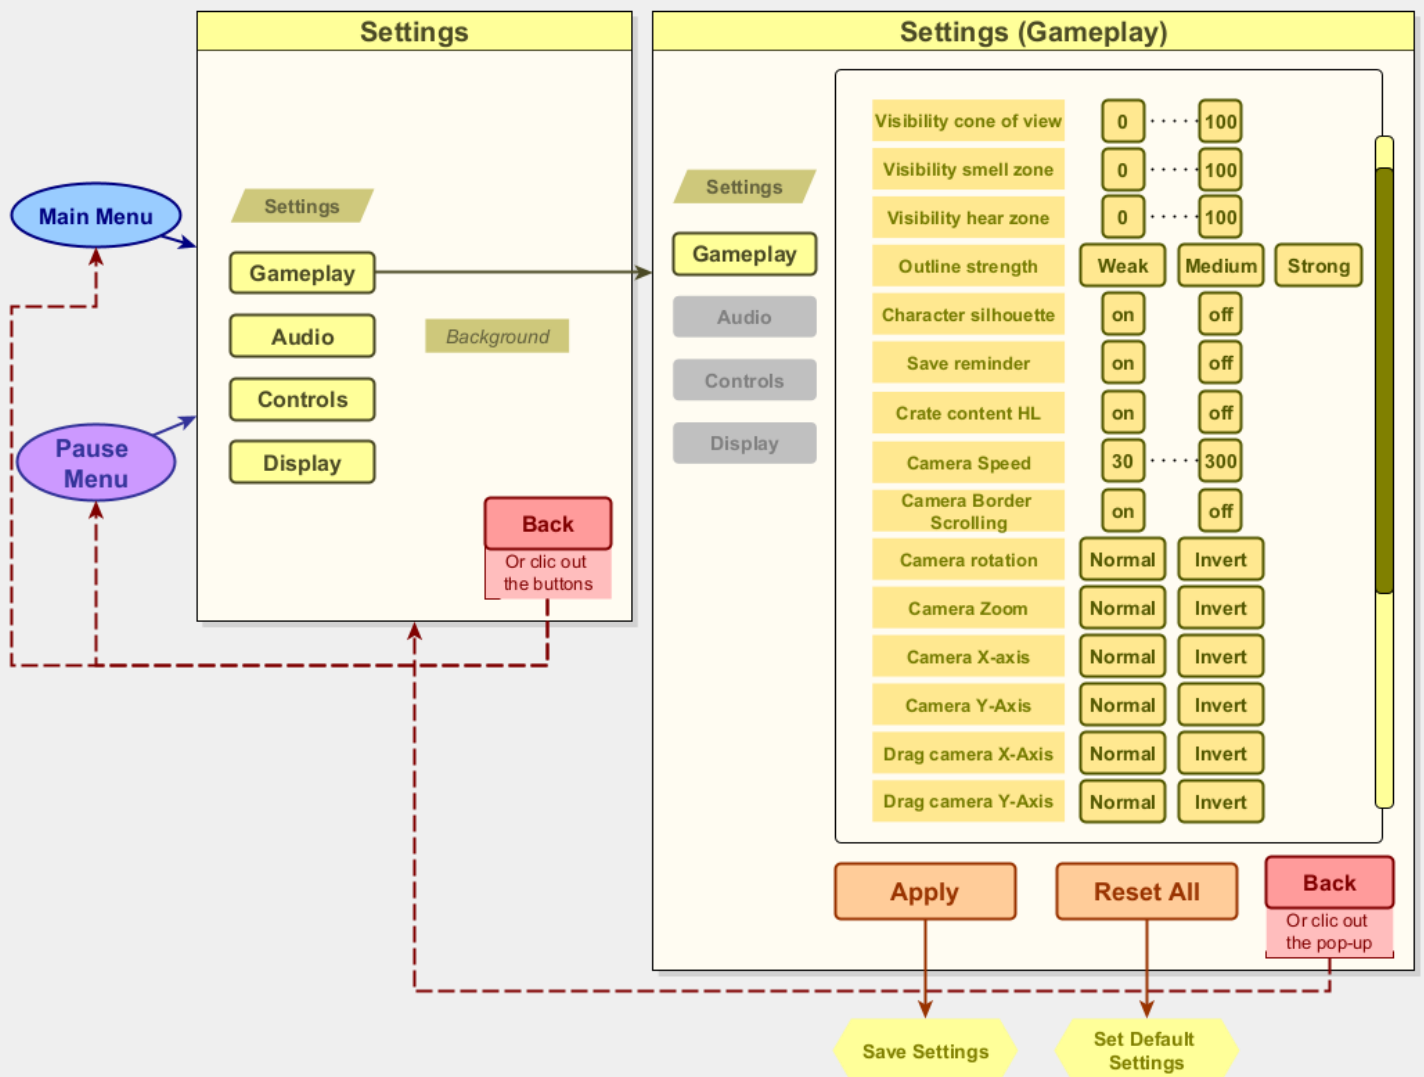 Settings
Main Menu
Pause
Menu
Settings
Gameplay
Audio
Controls
Display
Background
Back
Or clic out
the buttons
Settings (Gameplay)
Settings
Gameplay
Audio
Controls
Display
Visibility cone of view 0 ..... 100
Visibility smell zone 0 ..... 100
Visibility hear zone 0 ..... 100
Outline strength Weak Medium Strong
Character silhouette on off
Save reminder on off
Crate content HL on off
Camera Speed 30 ..... 300
Camera Border
Scrolling on off
Camera rotation Normal Invert
Camera Zoom Normal Invert
Camera X-axis Normal Invert
Camera Y-Axis Normal Invert
Drag camera X-Axis Normal Invert
Drag camera Y-Axis Normal Invert
Apply
Reset All
Back
Or clic out
the pop-up
Save Settings
Set Default
Settings